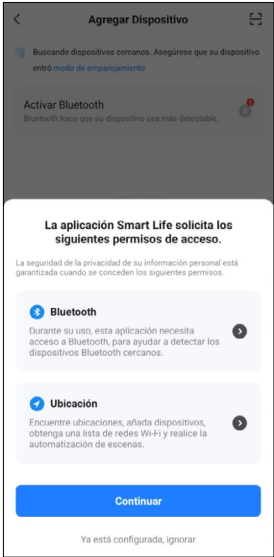 Agregar Dispositivo
Buscando dispositivos cercanos. Asegúrese que su dispositivo
entró modo de emparejamiento
Activar Bluetooth
Bluetooth hace que su dispositivo sea más detectable.
La aplicación Smart Life solicita los
siguientes permisos de acceso.
La seguridad de la privacidad de su información personal está
garantizada cuando se conceden los siguientes permisos.
Bluetooth
Durante su uso, esta aplicación necesita
acceso a Bluetooth, para ayudar a detectar los
dispositivos Bluetooth cercanos.
Ubicación
Encuentre ubicaciones, añada dispositivos,
obtenga una lista de redes Wi-Fi y realice la
automatización de escenas.
Continuar
Ya está configurada, ignorar